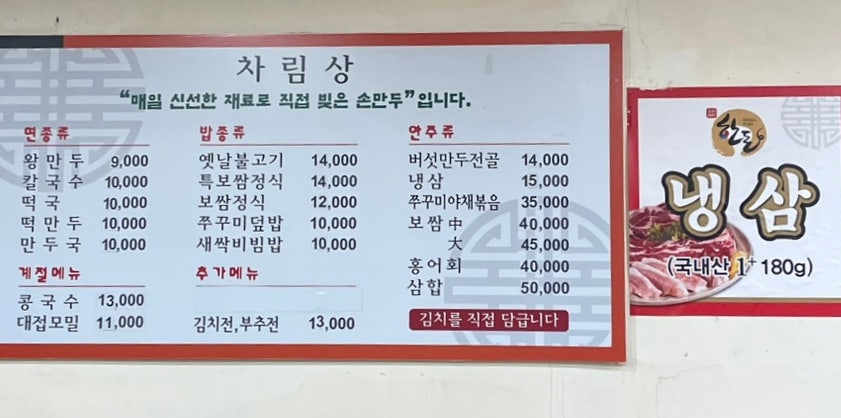 차림상
"매일 신선한 재료로 직접 빚은 손만두"입니다.
면종류
왕만두 9,000
칼국수 10,000
떡국 10,000
떡만두 10,000
만두국 10,000
계절메뉴
콩국수 13,000
대접모밀 11,000
밥종류
옛날불고기 14,000
특보쌈정식 14,000
보쌈정식 12,000
쭈꾸미덮밥 10,000
새싹비빔밥 10,000
추가메뉴
김치전,부추전 13,000
안주류
버섯만두전골 14,000
냉삼 15,000
쭈꾸미야채볶음 35,000
보쌈 中 40,000
大 45,000
홍어회 40,000
삼합 50,000
김치를 직접 담급니다
한돈
냉삼
(국내산 1+ 180g)